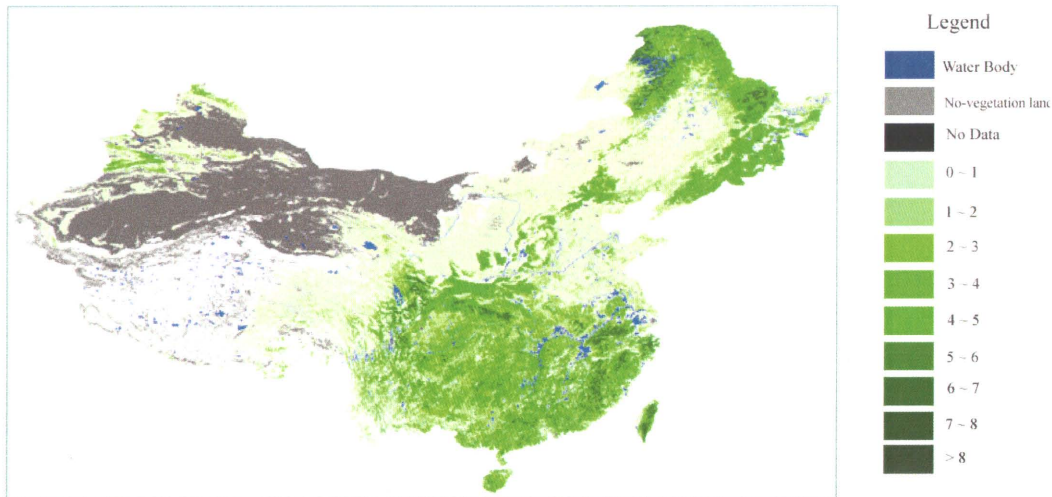 Legend
Water Body
No-vegetation land
No Data
0 ~ 1
1 ~ 2
2 ~ 3
3 ~ 4
4 ~ 5
5 ~ 6
6 ~ 7
7 ~ 8
> 8